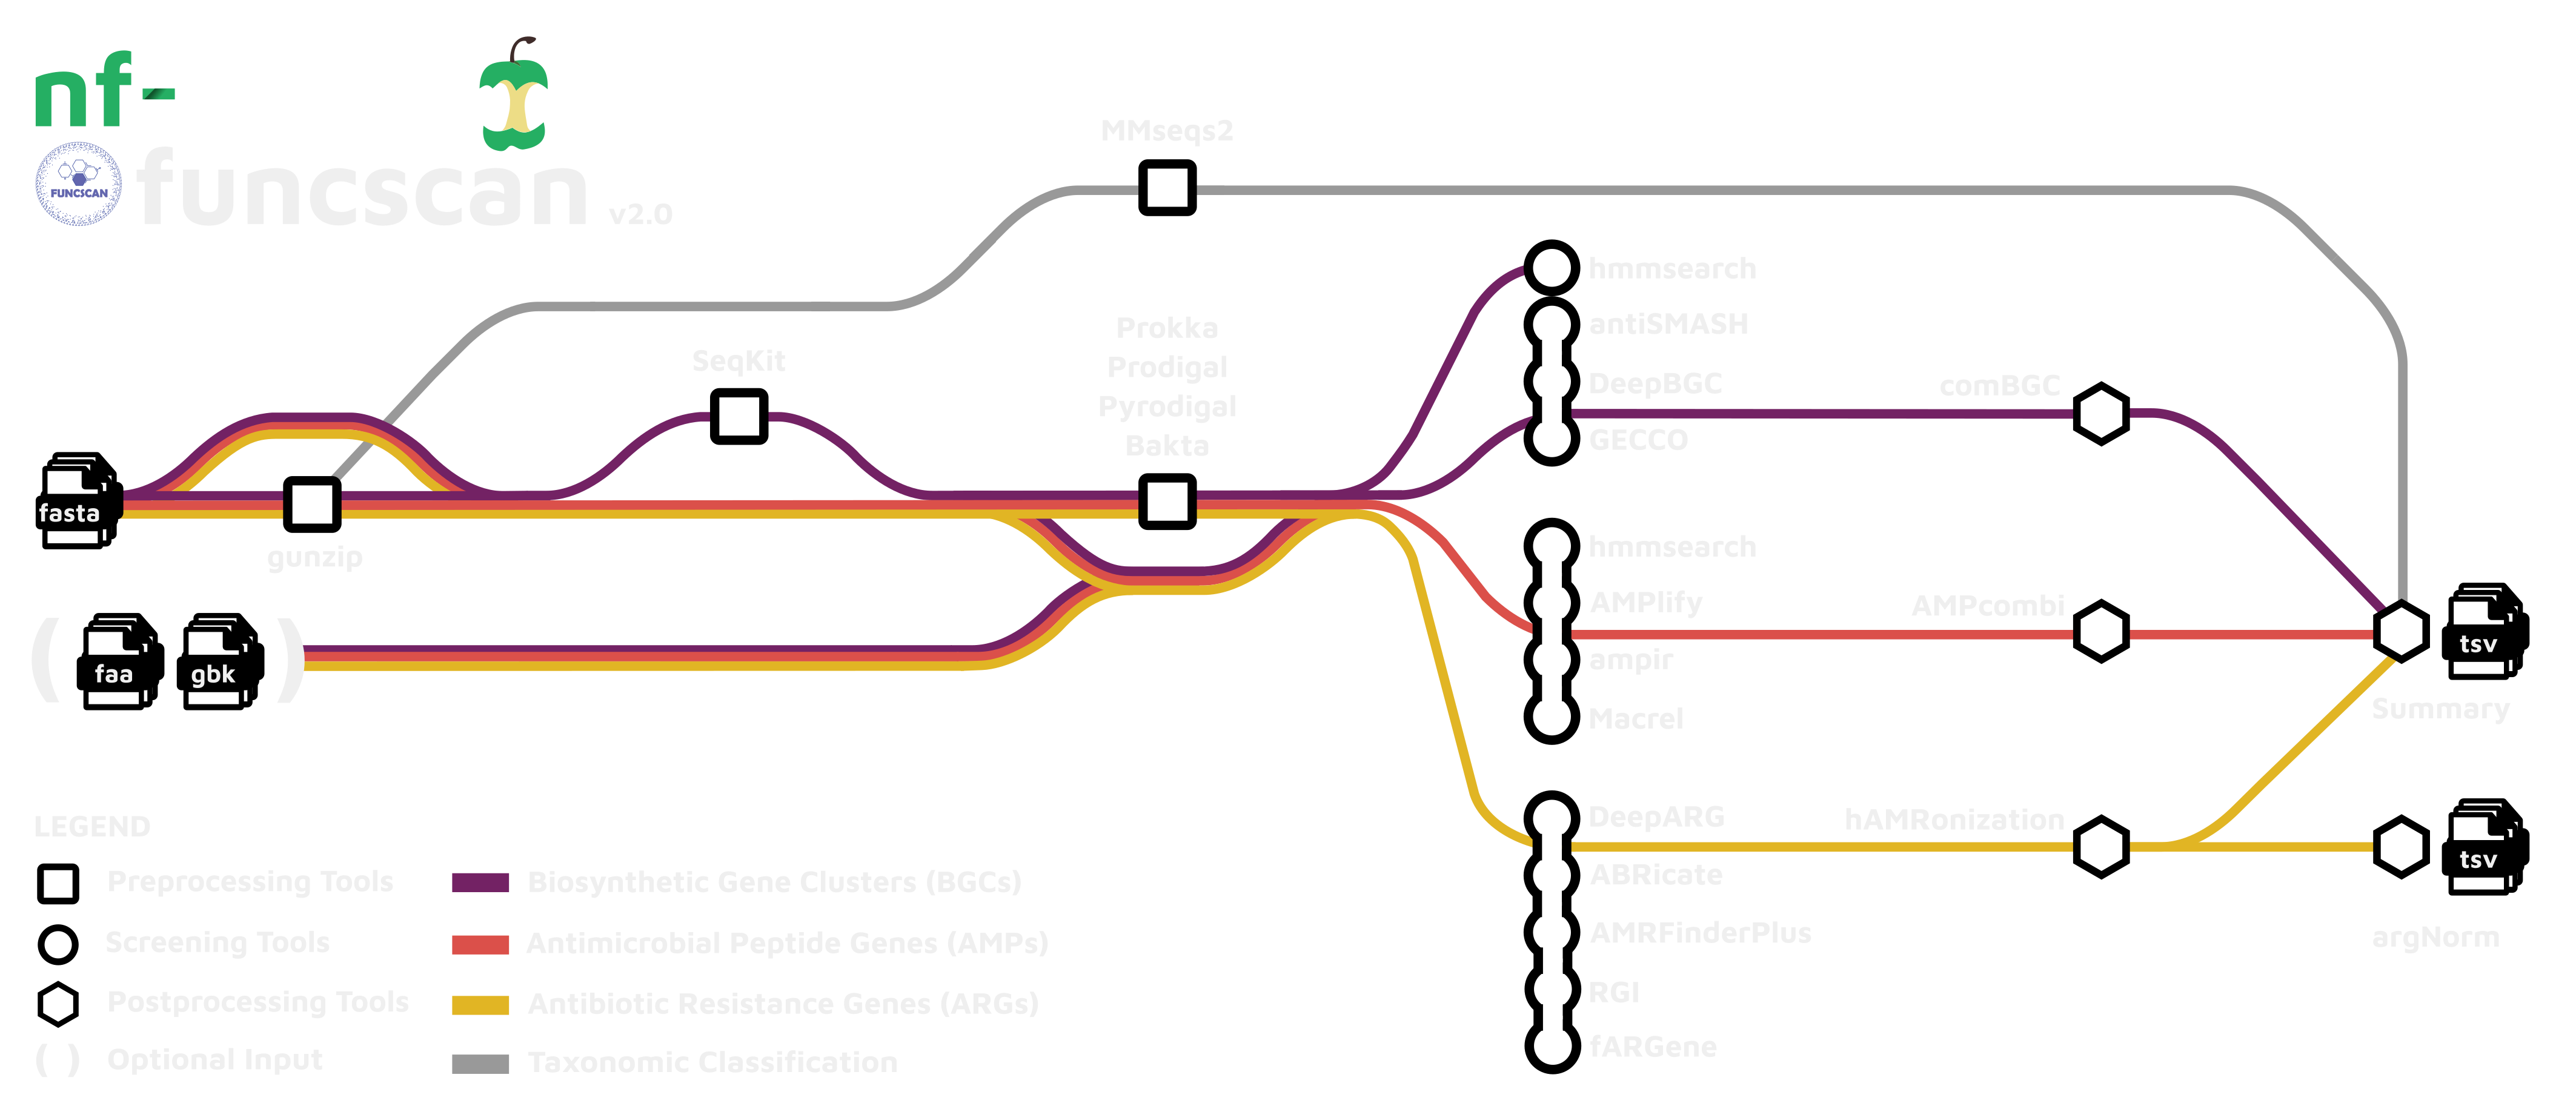 nf-
FUNCSCAN
funcscan v2.0
MMseqs2
hmmsearch
antiSMASH
DeepBGC
GECCO
comBGC
SeqKit
Prokka
Prodigal
Pyrodigal
Bakta
fasta
gunzip
( faa gbk )
hmmsearch
AMPlify
ampir
Macrel
AMPcombi
tsv
Summary
DeepARG
ABRicate
AMRFinderPlus
RGI
fARGene
hAMRonization
tsv
argNorm
LEGEND
Preprocessing Tools
Screening Tools
Postprocessing Tools
( ) Optional Input
Biosynthetic Gene Clusters (BGCs)
Antimicrobial Peptide Genes (AMPs)
Antibiotic Resistance Genes (ARGs)
Taxonomic Classification